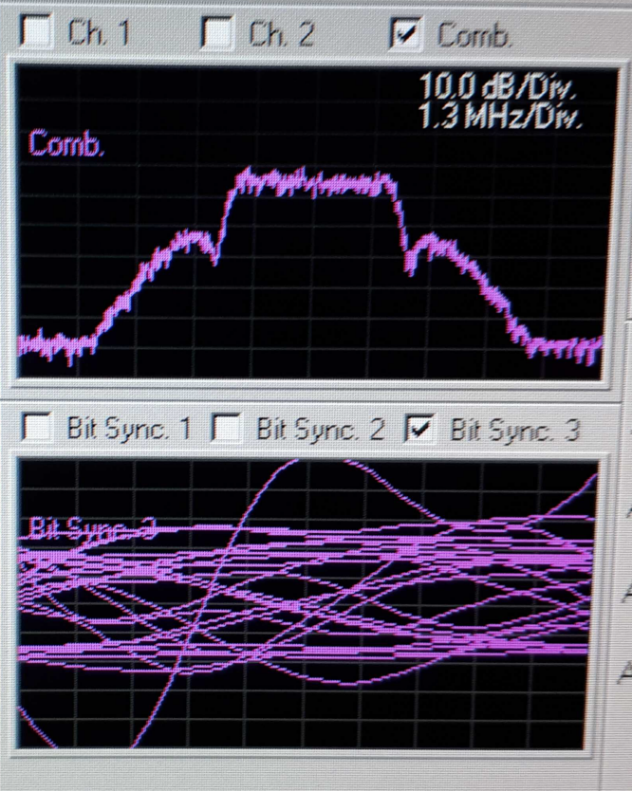 Ch. 1 Ch. 2 Comb.
10.0 dB/Div.
1.3 MHz/Div.
Comb.
Bit Sync. 1 Bit Sync. 2 Bit Sync. 3
Bit Sync. 3